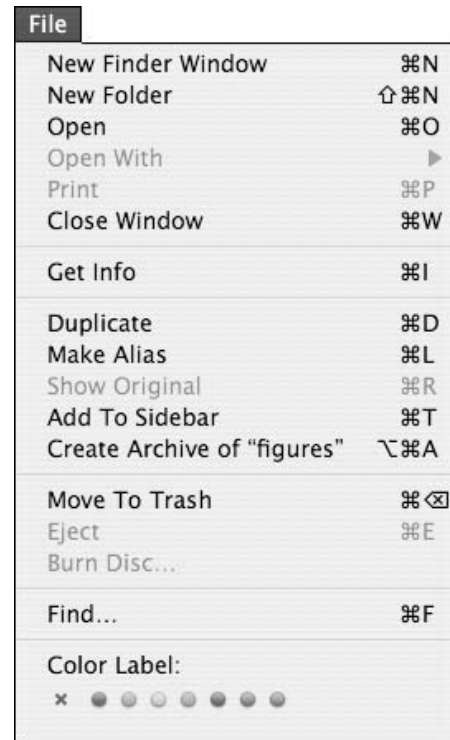 File
New Finder Window ⌘N
New Folder ⇧⌘N
Open ⌘O
Open With ▶
Print ⌘P
Close Window ⌘W
Get Info ⌘I
Duplicate ⌘D
Make Alias ⌘L
Show Original ⌘R
Add To Sidebar ⌘T
Create Archive of “figures” ⌥⌘A
Move To Trash ⌘⌫
Eject ⌘E
Burn Disc...
Find... ⌘F
Color Label: